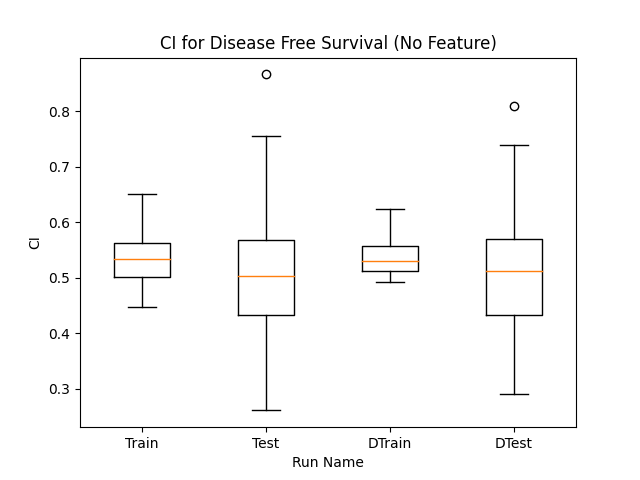 CI for Disease Free Survival (No Feature)
0.8
0.7
0.6
0.5
0.4
0.3
CI
Train Test DTrain DTest
Run Name